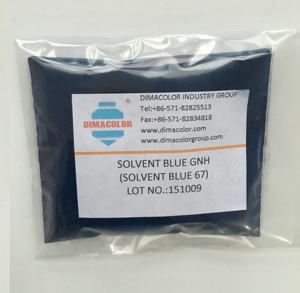 DIMACOLOR
DIMACOLOR INDUSTRY GROUP
Tel:+86-571-82825513
Fax:+86-571-82834818
www.dimacolor.com
www.dimacolorgroup.com
SOLVENT BLUE GNH
(SOLVENT BLUE 67)
LOT NO.:151009